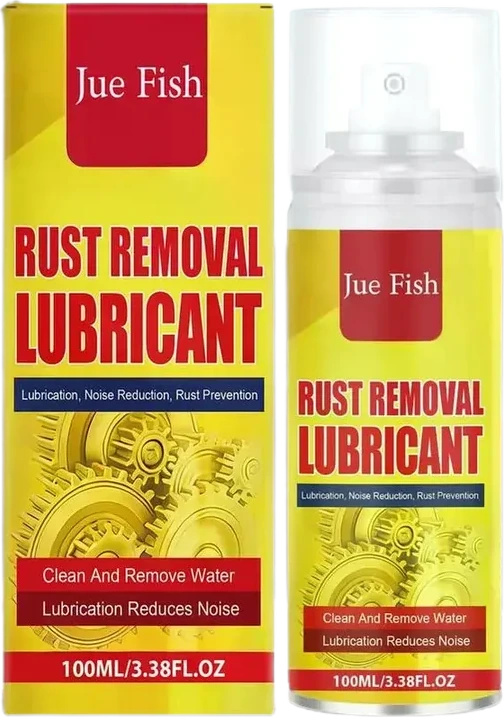 Jue Fish
RUST REMOVAL
LUBRICANT
Lubrication, Noise Reduction, Rust Prevention
Clean And Remove Water
Lubrication Reduces Noise
100ML/3.38FL.OZ
Jue Fish
RUST REMOVAL
LUBRICANT
Lubrication, Noise Reduction, Rust Prevention
Clean And Remove Water
Lubrication Reduces Noise
100ML/3.38FL.OZ